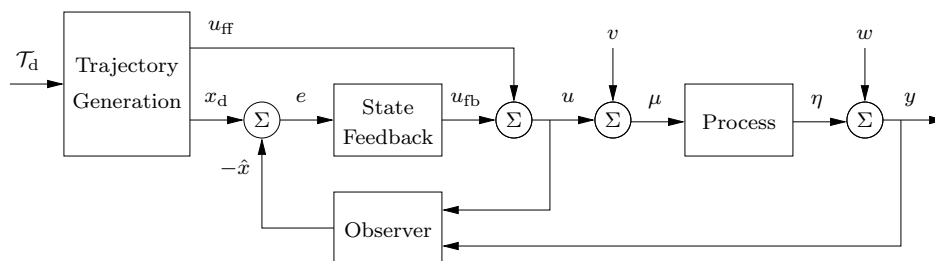 u_ff
v
w
𝒯_d
Trajectory
Generation
x_d
e
State
Feedback
u_fb
u
μ
Process
η
y
Σ
Σ
Σ
Σ
−x̂
Observer